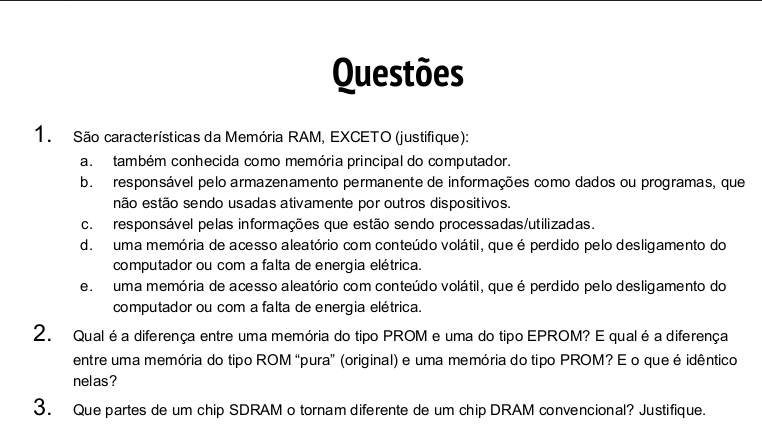 Questões
1. São características da Memória RAM, EXCETO (justifique):
a. também conhecida como memória principal do computador.
b. responsável pelo armazenamento permanente de informações como dados ou programas, que
não estão sendo usadas ativamente por outros dispositivos.
c. responsável pelas informações que estão sendo processadas/utilizadas.
d. uma memória de acesso aleatório com conteúdo volátil, que é perdido pelo desligamento do
computador ou com a falta de energia elétrica.
e. uma memória de acesso aleatório com conteúdo volátil, que é perdido pelo desligamento do
computador ou com a falta de energia elétrica.
2. Qual é a diferença entre uma memória do tipo PROM e uma do tipo EPROM? E qual é a diferença
entre uma memória do tipo ROM “pura” (original) e uma memória do tipo PROM? E o que é idêntico
nelas?
3. Que partes de um chip SDRAM o tornam diferente de um chip DRAM convencional? Justifique.